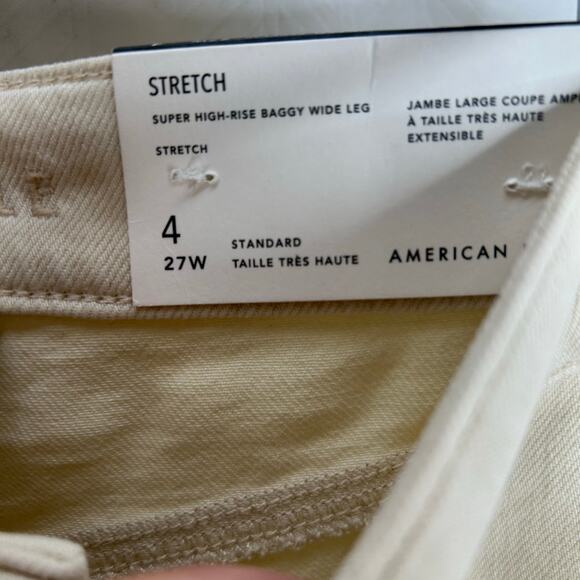 STRETCH
SUPER HIGH-RISE BAGGY WIDE LEG
STRETCH
JAMBE LARGE COUPE AMP
À TAILLE TRÈS HAUTE
EXTENSIBLE
4
27W
STANDARD
TAILLE TRÈS HAUTE
AMERICAN
LE